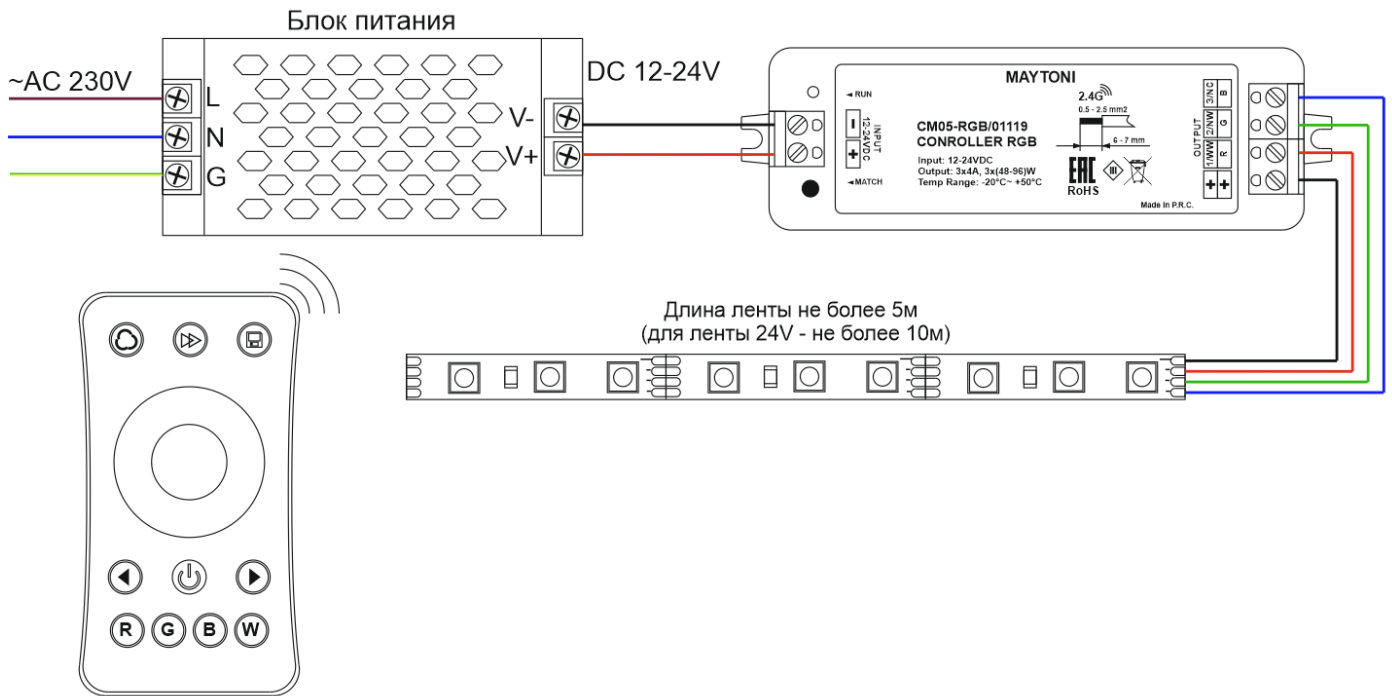 Блок питания
~AC 230V
L
N
G
V-
V+
DC 12-24V
◄ RUN
INPUT
12-24VDC
◄MATCH
MAYTONI
CM05-RGB/01119
CONROLLER RGB
Input: 12-24VDC
Output: 3x4A, 3x(48-96)W
Temp Range: -20°C~ +50°C
2.4G
0.5 - 2.5 mm2
6 - 7 mm
EAC
RoHS
III
Made In P.R.C.
OUTPUT
3/NC B
2/NW G
1/WW R
+ +
Длина ленты не более 5м
(для ленты 24V - не более 10м)
R G B W